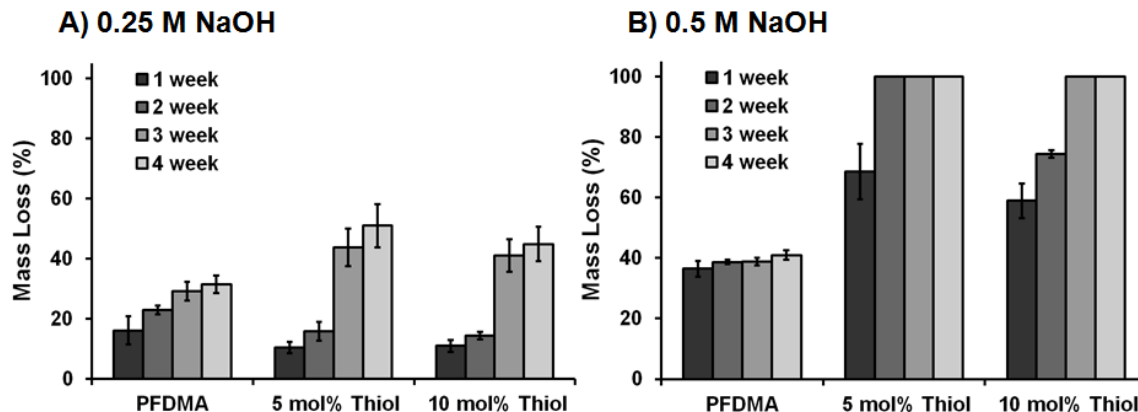 A) 0.25 M NaOH
Mass Loss (%)
100
80
60
40
20
0
1 week
2 week
3 week
4 week
PFDMA 5 mol% Thiol 10 mol% Thiol
B) 0.5 M NaOH
Mass Loss (%)
100
80
60
40
20
0
1 week
2 week
3 week
4 week
PFDMA 5 mol% Thiol 10 mol% Thiol